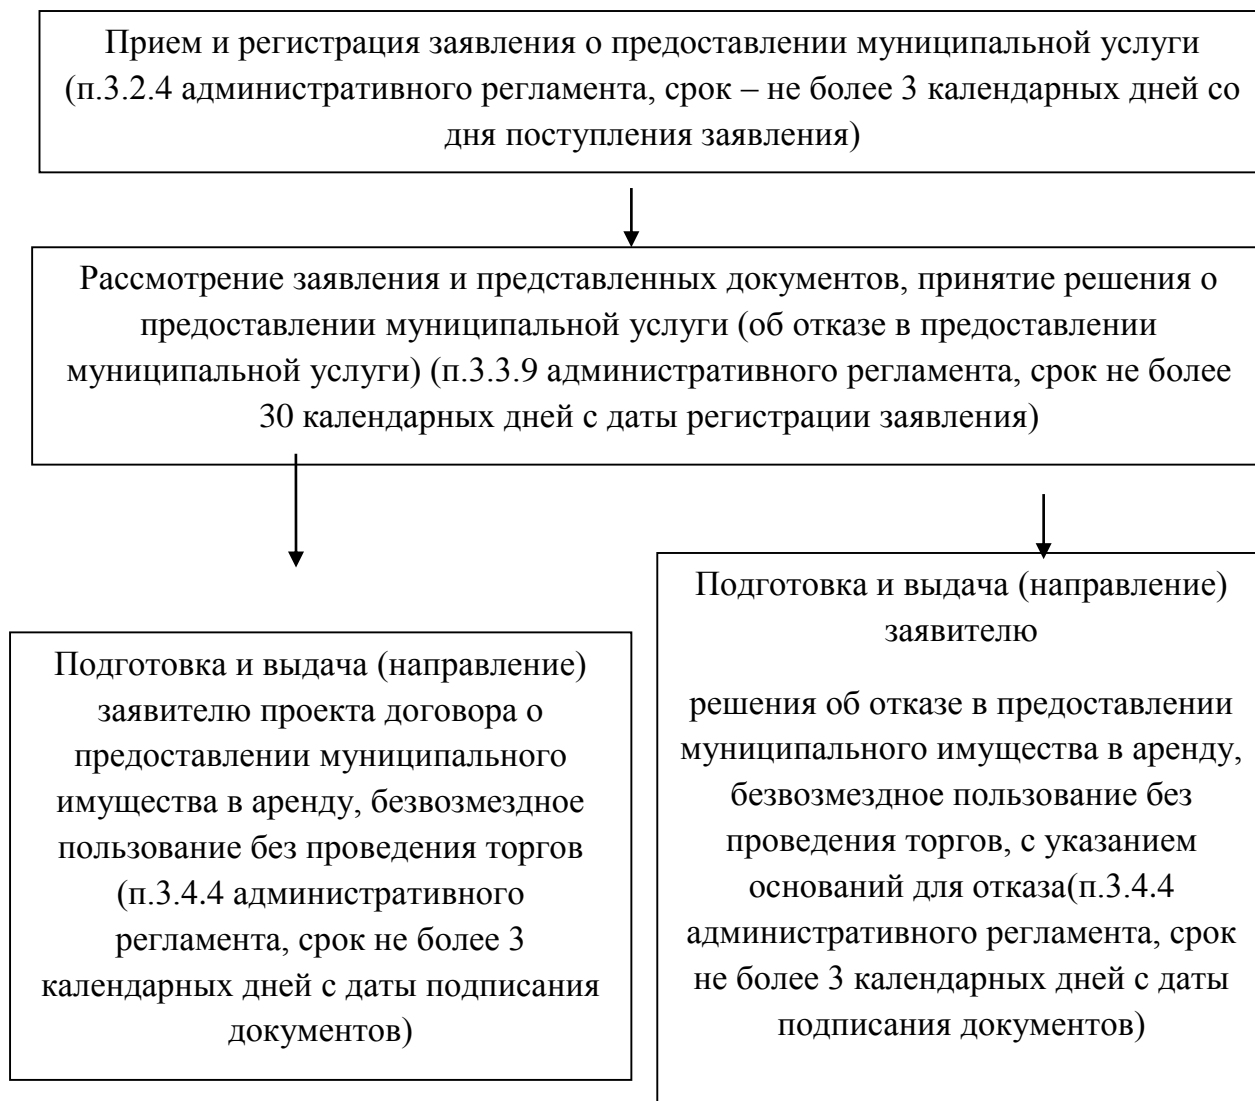 Прием и регистрация заявления о предоставлении муниципальной услуги
(п.3.2.4 административного регламента, срок – не более 3 календарных дней со
дня поступления заявления)
Рассмотрение заявления и представленных документов, принятие решения о
предоставлении муниципальной услуги (об отказе в предоставлении
муниципальной услуги) (п.3.3.9 административного регламента, срок не более
30 календарных дней с даты регистрации заявления)
Подготовка и выдача (направление)
заявителю проекта договора о
предоставлении муниципального
имущества в аренду, безвозмездное
пользование без проведения торгов
(п.3.4.4 административного
регламента, срок не более 3
календарных дней с даты подписания
документов)
Подготовка и выдача (направление)
заявителю
решения об отказе в предоставлении
муниципального имущества в аренду,
безвозмездное пользование без
проведения торгов, с указанием
оснований для отказа(п.3.4.4
административного регламента, срок
не более 3 календарных дней с даты
подписания документов)